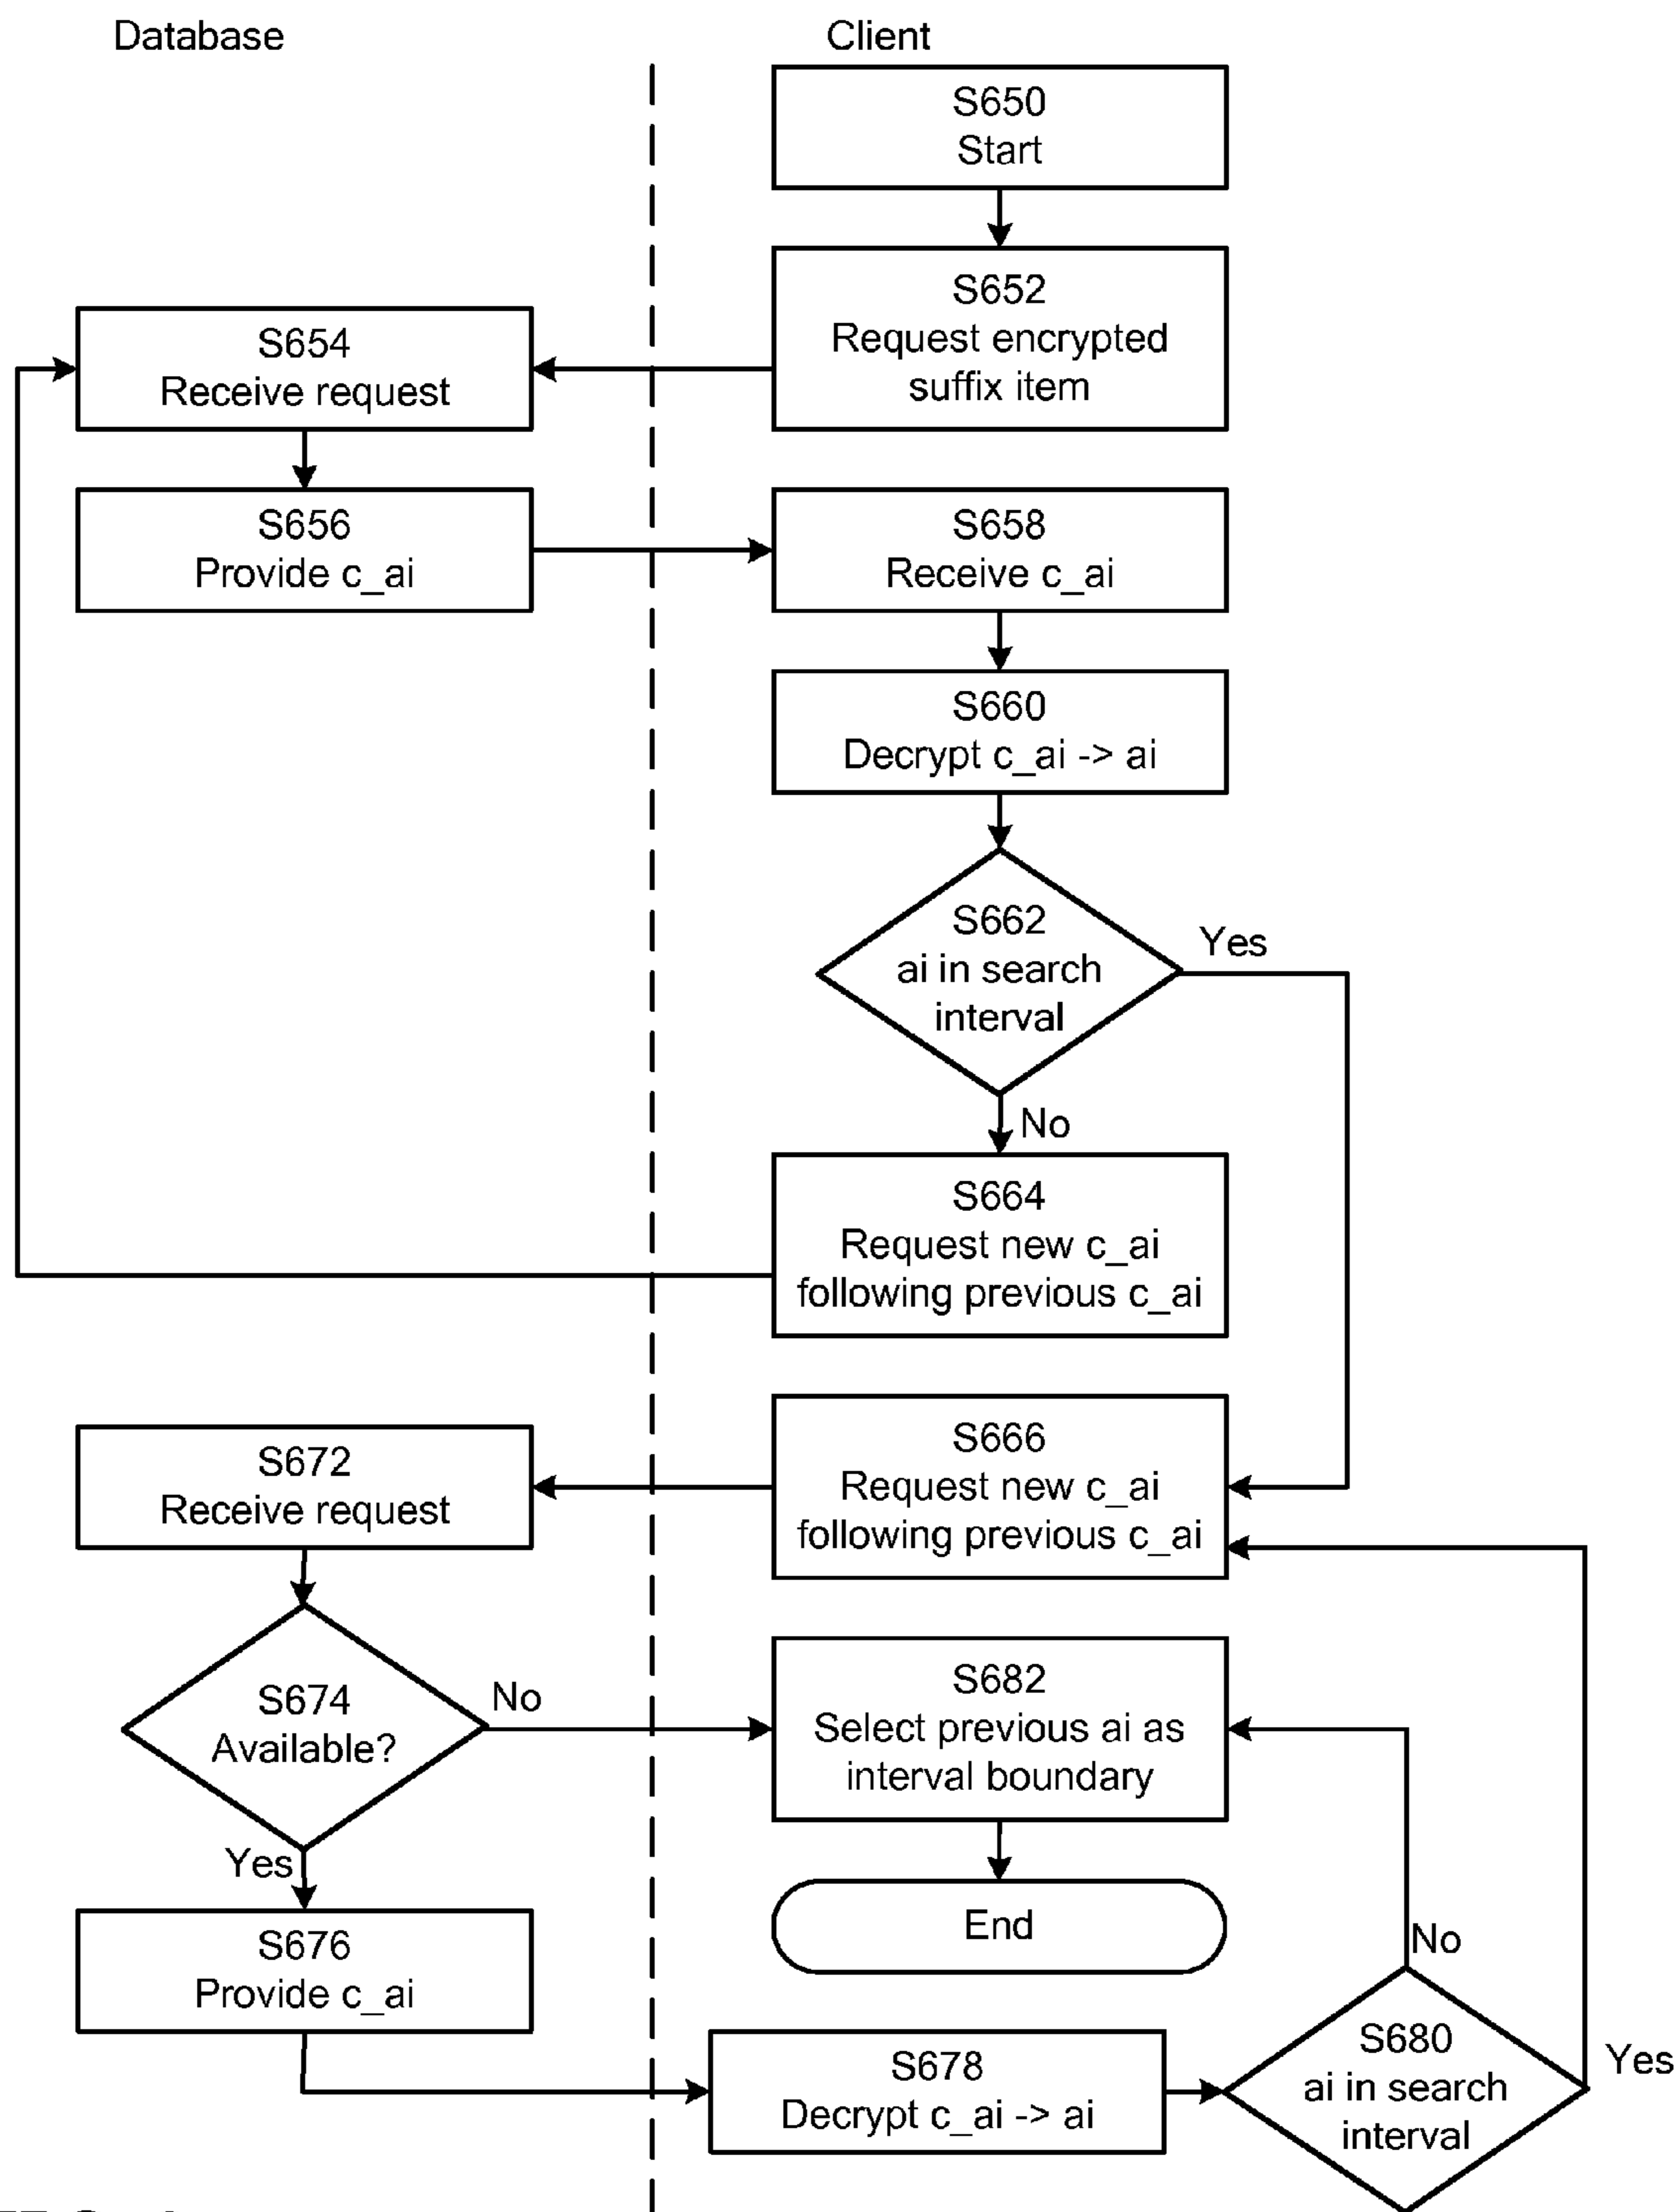 Database
Client
S650
Start
S652
Request encrypted
suffix item
S654
Receive request
S656
Provide c_ai
S658
Receive c_ai
S660
Decrypt c_ai -> ai
S662
ai in search
interval
Yes
No
S664
Request new c_ai
following previous c_ai
S666
Request new c_ai
following previous c_ai
S672
Receive request
S674
Available?
No
Yes
S682
Select previous ai as
interval boundary
End
S676
Provide c_ai
S678
Decrypt c_ai -> ai
S680
ai in search
interval
No
Yes